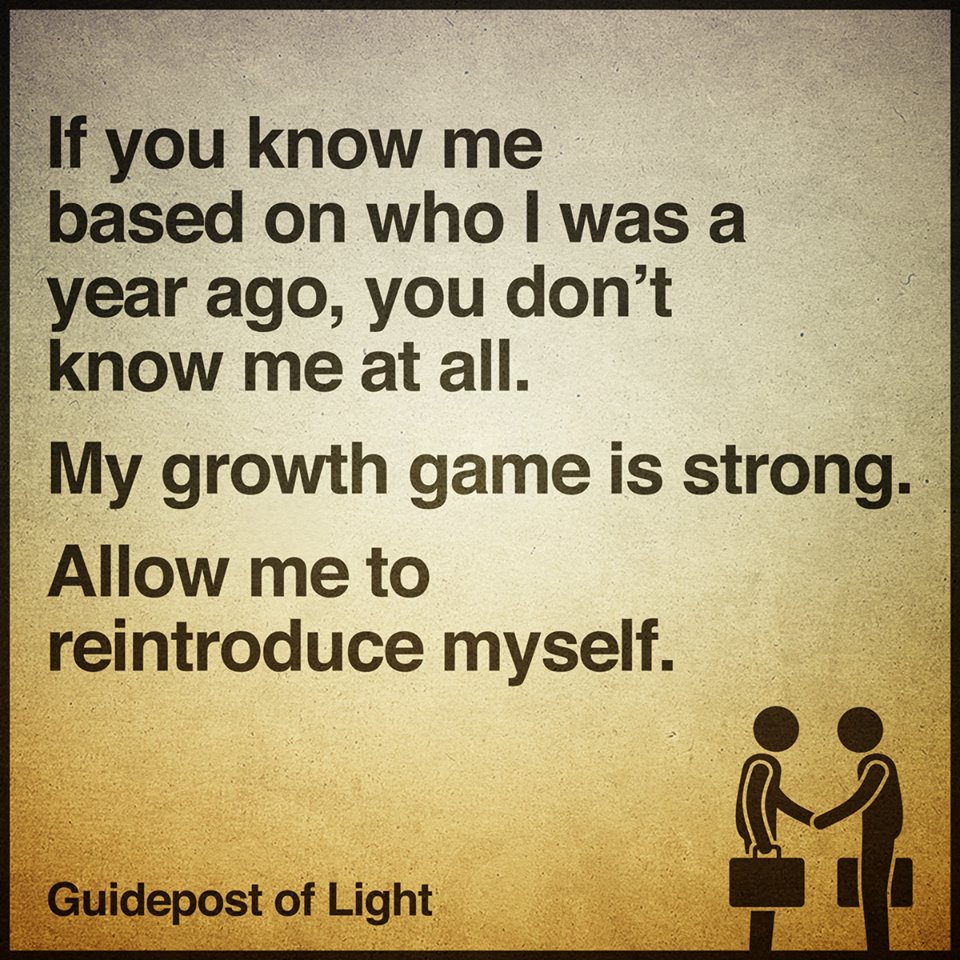 If you know me
based on who I was a
year ago, you don’t
know me at all.
My growth game is strong.
Allow me to
reintroduce myself.
Guidepost of Light